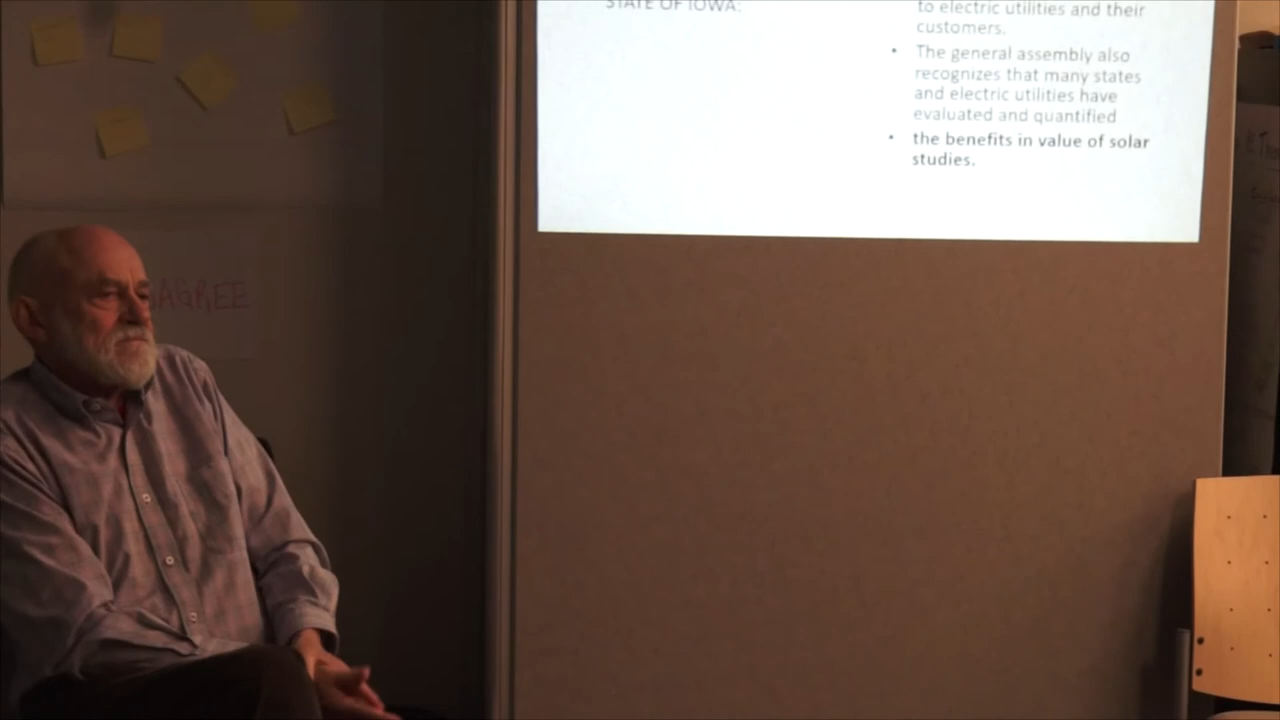 STATE OF IOWA:
to electric utilities and their
customers.
• The general assembly also
recognizes that many states
and electric utilities have
evaluated and quantified
• the benefits in value of solar
studies.
AGREE